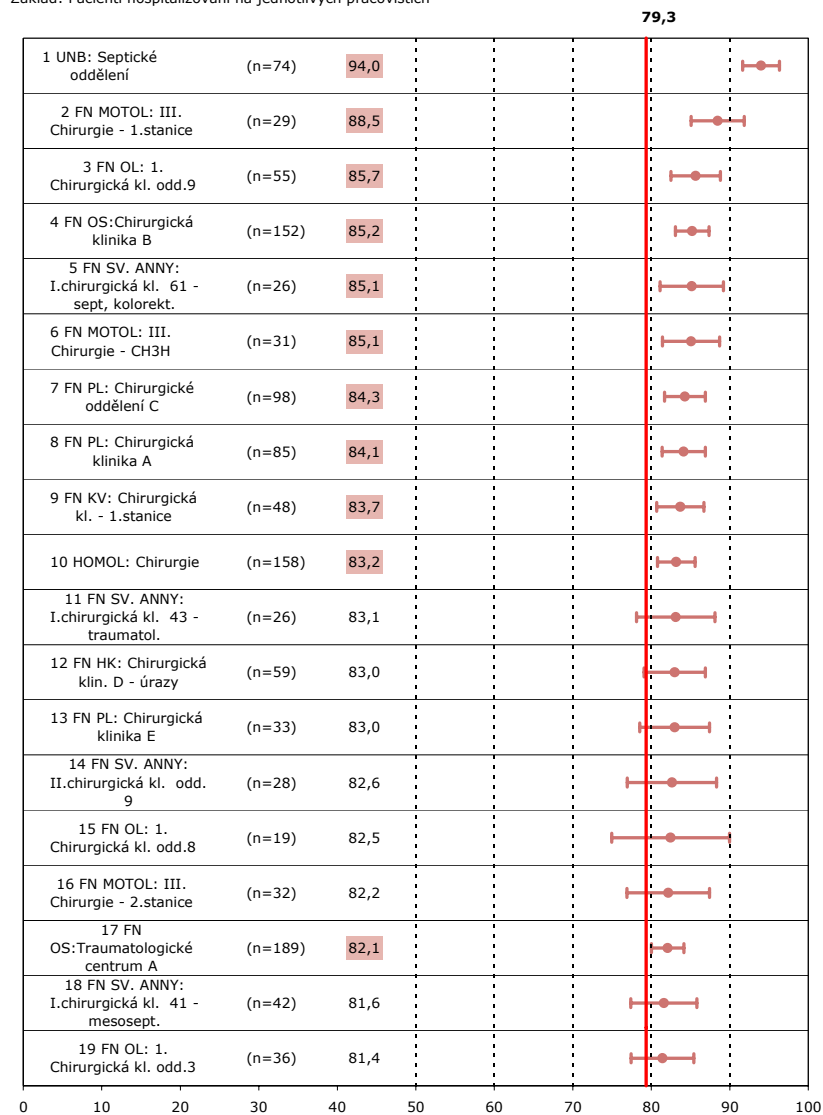 Základ: Pacienti hospitalizovaní na jednotlivých pracovištích
79,3
1 UNB: Septické
oddělení
(n=74)
94,0
2 FN MOTOL: III.
Chirurgie - 1.stanice
(n=29)
88,5
3 FN OL: 1.
Chirurgická kl. odd.9
(n=55)
85,7
4 FN OS:Chirurgická
klinika B
(n=152)
85,2
5 FN SV. ANNY:
I.chirurgická kl. 61 -
sept, kolorekt.
(n=26)
85,1
6 FN MOTOL: III.
Chirurgie - CH3H
(n=31)
85,1
7 FN PL: Chirurgické
oddělení C
(n=98)
84,3
8 FN PL: Chirurgická
klinika A
(n=85)
84,1
9 FN KV: Chirurgická
kl. - 1.stanice
(n=48)
83,7
10 HOMOL: Chirurgie
(n=158)
83,2
11 FN SV. ANNY:
I.chirurgická kl. 43 -
traumatol.
(n=26)
83,1
12 FN HK: Chirurgická
klin. D - úrazy
(n=59)
83,0
13 FN PL: Chirurgická
klinika E
(n=33)
83,0
14 FN SV. ANNY:
II.chirurgická kl. odd.
9
(n=28)
82,6
15 FN OL: 1.
Chirurgická kl. odd.8
(n=19)
82,5
16 FN MOTOL: III.
Chirurgie - 2.stanice
(n=32)
82,2
17 FN
OS:Traumatologické
centrum A
(n=189)
82,1
18 FN SV. ANNY:
I.chirurgická kl. 41 -
mesosept.
(n=42)
81,6
19 FN OL: 1.
Chirurgická kl. odd.3
(n=36)
81,4
0 10 20 30 40 50 60 70 80 90 100